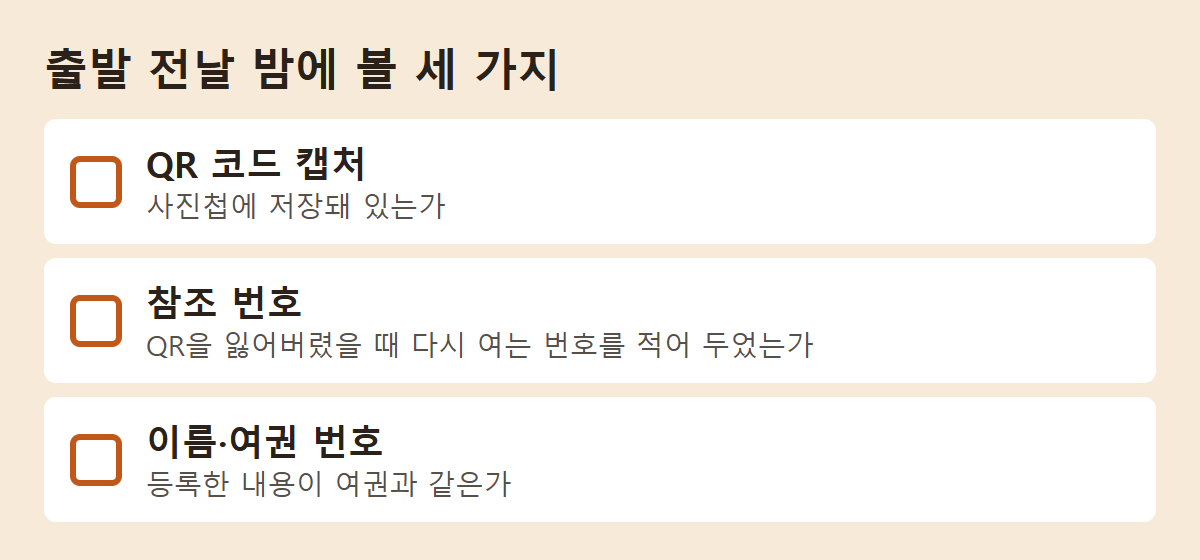 출발 전날 밤에 볼 세 가지
QR 코드 캡처
사진첩에 저장돼 있는가
참조 번호
QR을 잃어버렸을 때 다시 여는 번호를 적어 두었는가
이름·여권 번호
등록한 내용이 여권과 같은가